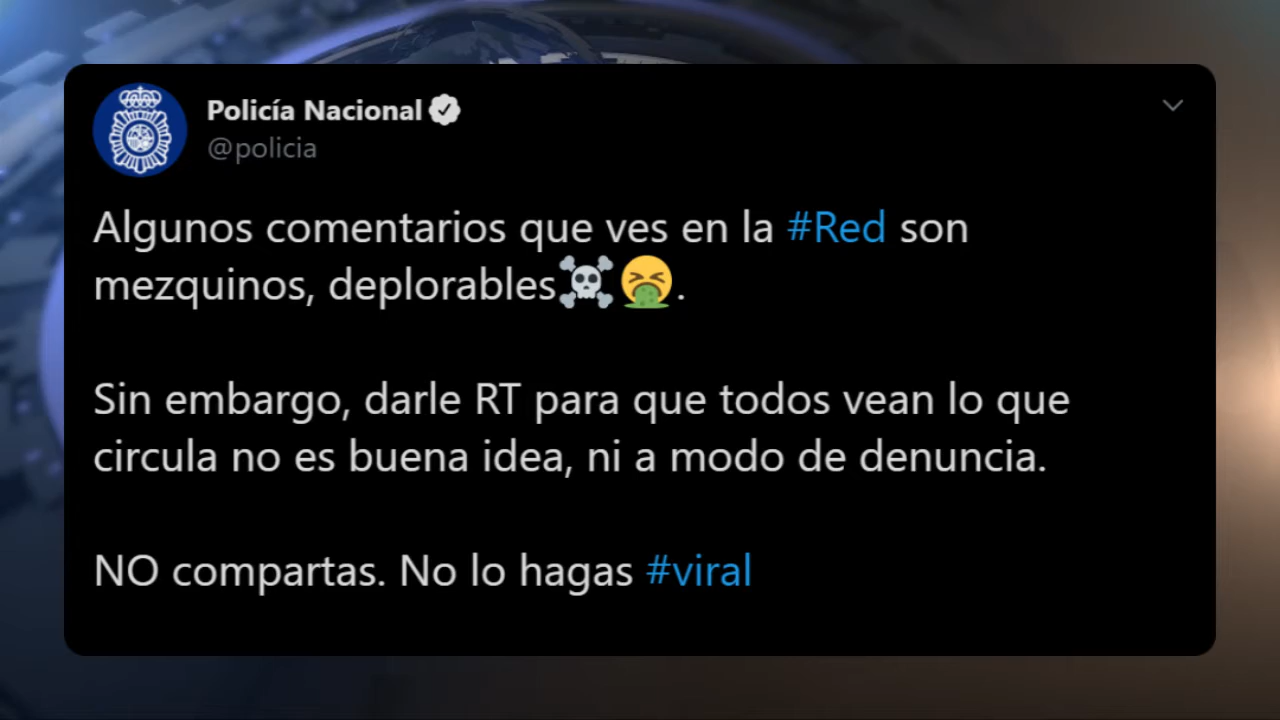 Policía Nacional
@policia
Algunos comentarios que ves en la #Red son
mezquinos, deplorables☠️🤮.
Sin embargo, darle RT para que todos vean lo que
circula no es buena idea, ni a modo de denuncia.
NO compartas. No lo hagas #viral